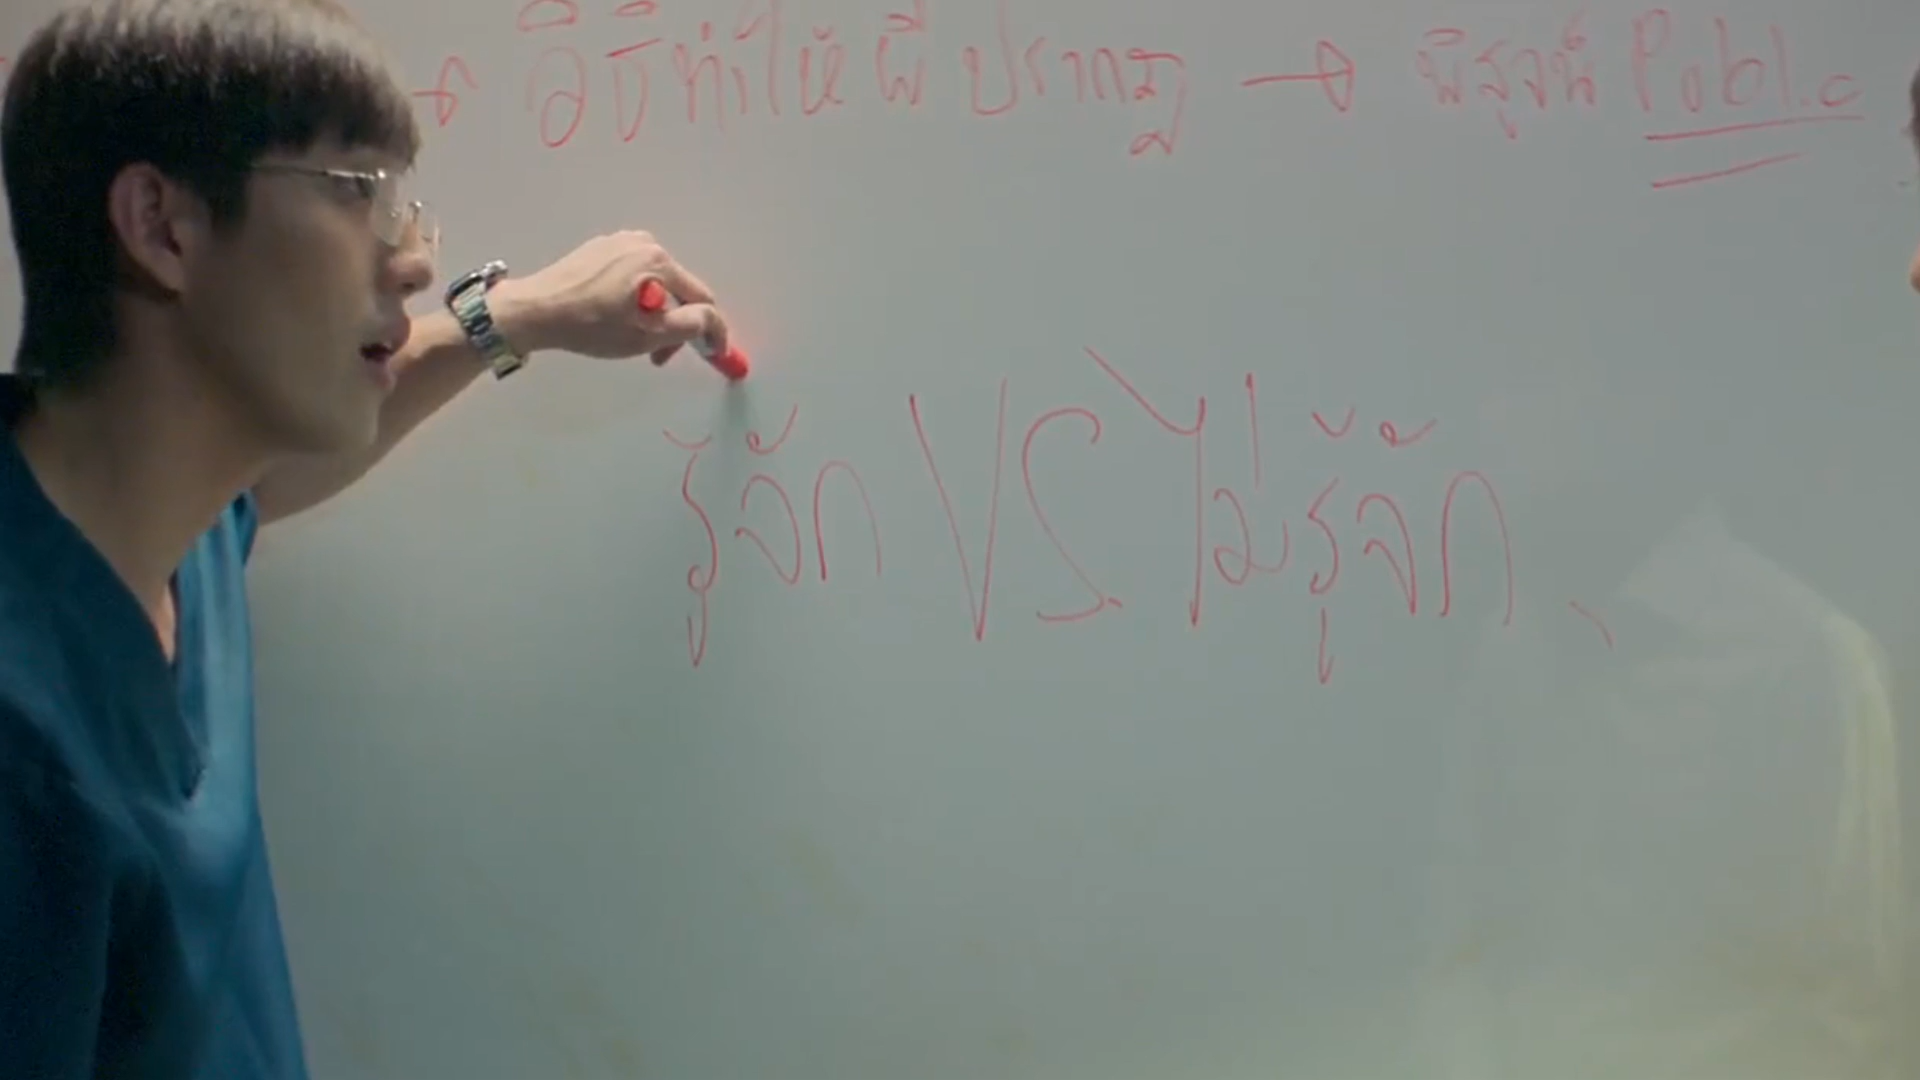 → วิธีทำให้ผีปรากฏ → พิสูจน์ Public
รู้จัก VS. ไม่รู้จัก